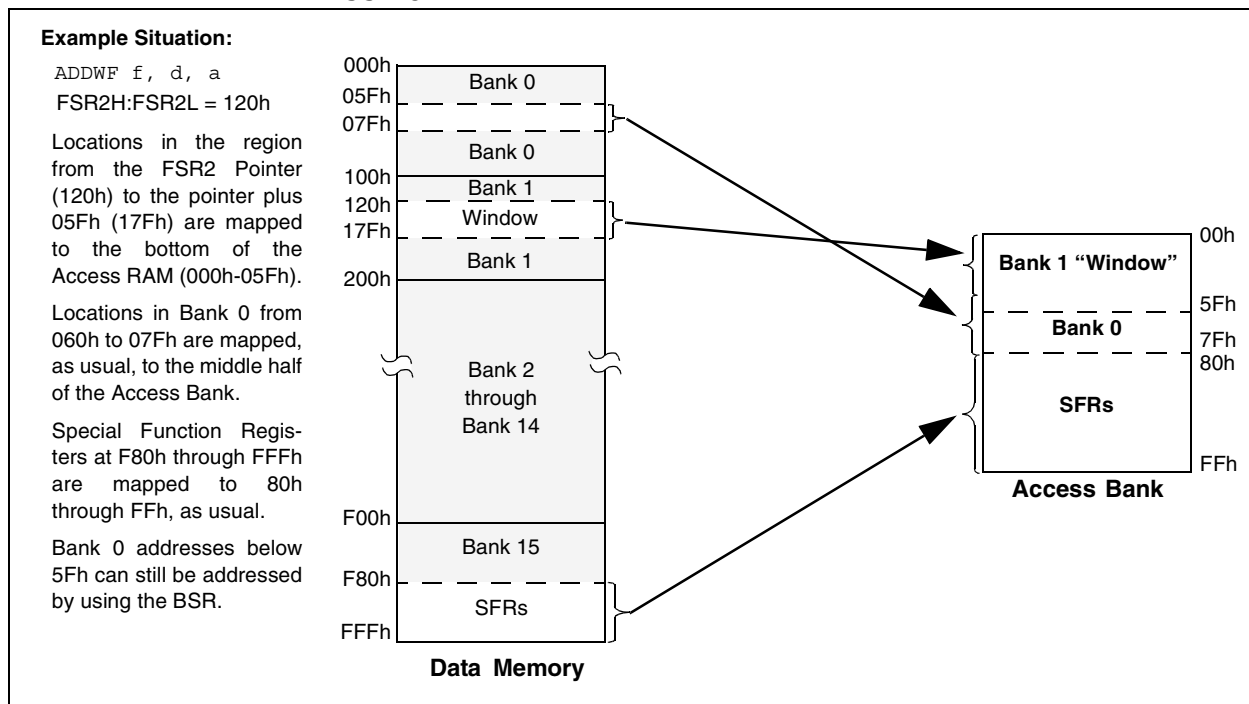 Example Situation:
ADDWF f, d, a
FSR2H:FSR2L = 120h
Locations in the region
from the FSR2 Pointer
(120h) to the pointer plus
05Fh (17Fh) are mapped
to the bottom of the
Access RAM (000h-05Fh).
Locations in Bank 0 from
060h to 07Fh are mapped,
as usual, to the middle half
of the Access Bank.
Special Function Regis-
ters at F80h through FFFh
are mapped to 80h
through FFh, as usual.
Bank 0 addresses below
5Fh can still be addressed
by using the BSR.
000h
Bank 0
05Fh
07Fh
Bank 0
100h
Bank 1
120h
Window
17Fh
Bank 1
200h
Bank 2
through
Bank 14
F00h
Bank 15
F80h
SFRs
FFFh
Data Memory
00h
Bank 1 “Window”
5Fh
Bank 0
7Fh
80h
SFRs
FFh
Access Bank